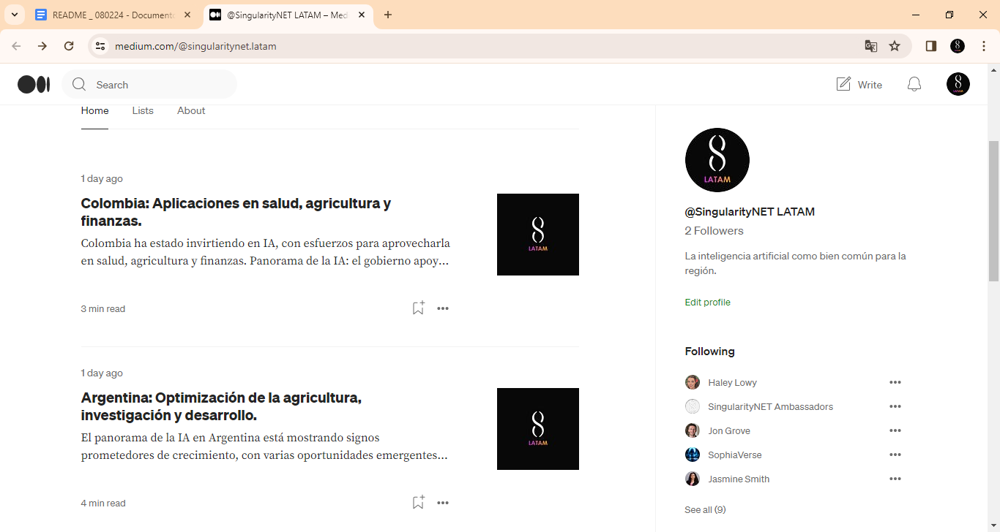 README _ 080224 - Documento
@SingularityNET LATAM – Med
medium.com/@singularitynet.latam
Search
Write
Home Lists About
1 day ago
Colombia: Aplicaciones en salud, agricultura y
finanzas.
Colombia ha estado invirtiendo en IA, con esfuerzos para aprovecharla
en salud, agricultura y finanzas. Panorama de la IA: el gobierno apoy...
LATAM
3 min read
1 day ago
Argentina: Optimización de la agricultura,
investigación y desarrollo.
El panorama de la IA en Argentina está mostrando signos
prometedores de crecimiento, con varias oportunidades emergentes...
LATAM
4 min read
LATAM
@SingularityNET LATAM
2 Followers
La inteligencia artificial como bien común para la
región.
Edit profile
Following
Haley Lowy
SingularityNET Ambassadors
Jon Grove
SophiaVerse
Jasmine Smith
See all (9)